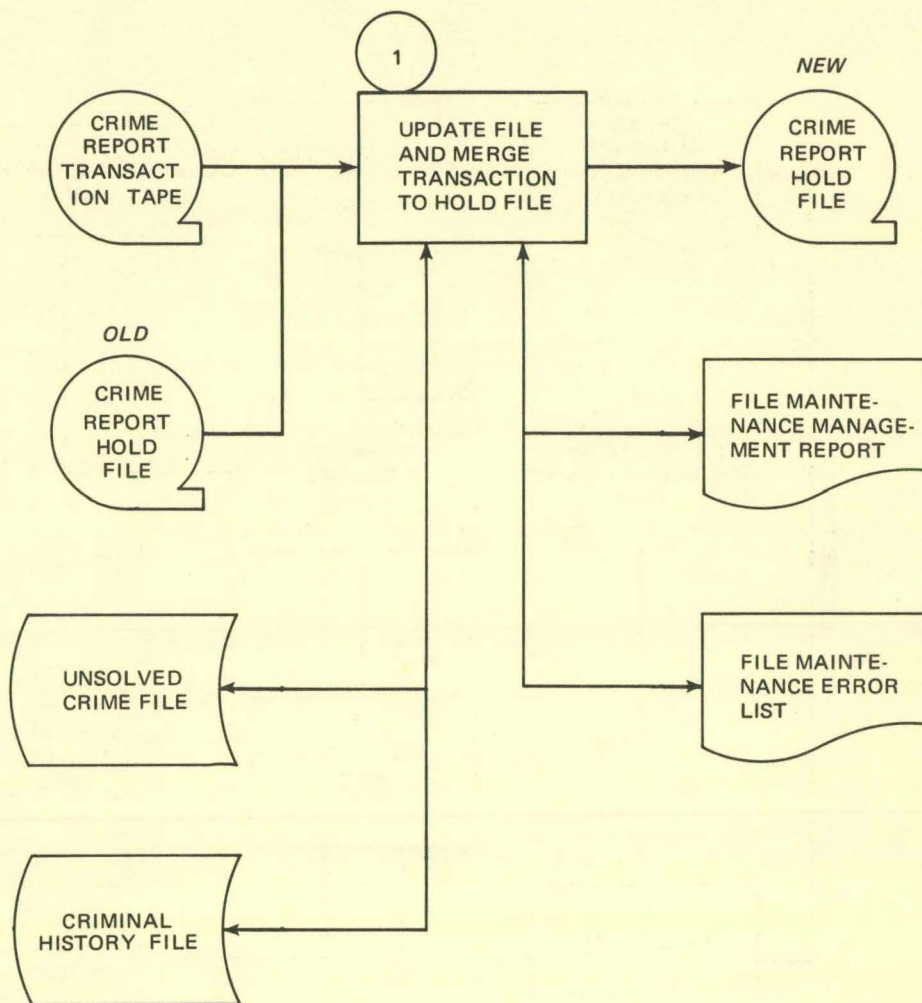 1
CRIME
REPORT
TRANSACT
ION TAPE
UPDATE FILE
AND MERGE
TRANSACTION
TO HOLD FILE
NEW
CRIME
REPORT
HOLD
FILE
OLD
CRIME
REPORT
HOLD
FILE
FILE MAINTE-
NANCE MANAGE-
MENT REPORT
UNSOLVED
CRIME FILE
FILE MAINTE-
NANCE ERROR
LIST
CRIMINAL
HISTORY FILE